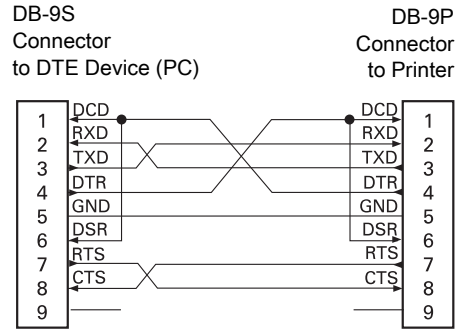 DB-9S
Connector
to DTE Device (PC)
DB-9P
Connector
to Printer
1 DCD DCD 1
2 RXD RXD 2
3 TXD TXD 3
4 DTR DTR 4
5 GND GND 5
6 DSR DSR 6
7 RTS RTS 7
8 CTS CTS 8
9 9